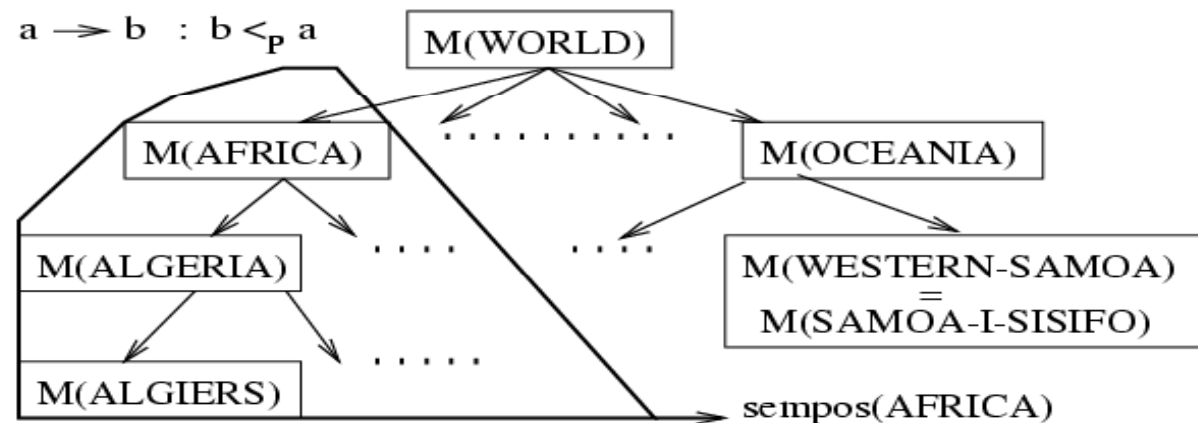 a → b : b <P a
M(WORLD)
. . . . . . . . . .
M(AFRICA)
M(OCEANIA)
. . . .
. . . .
M(ALGERIA)
M(WESTERN-SAMOA)
=
M(SAMOA-I-SISIFO)
. . . . .
M(ALGIERS)
sempos(AFRICA)